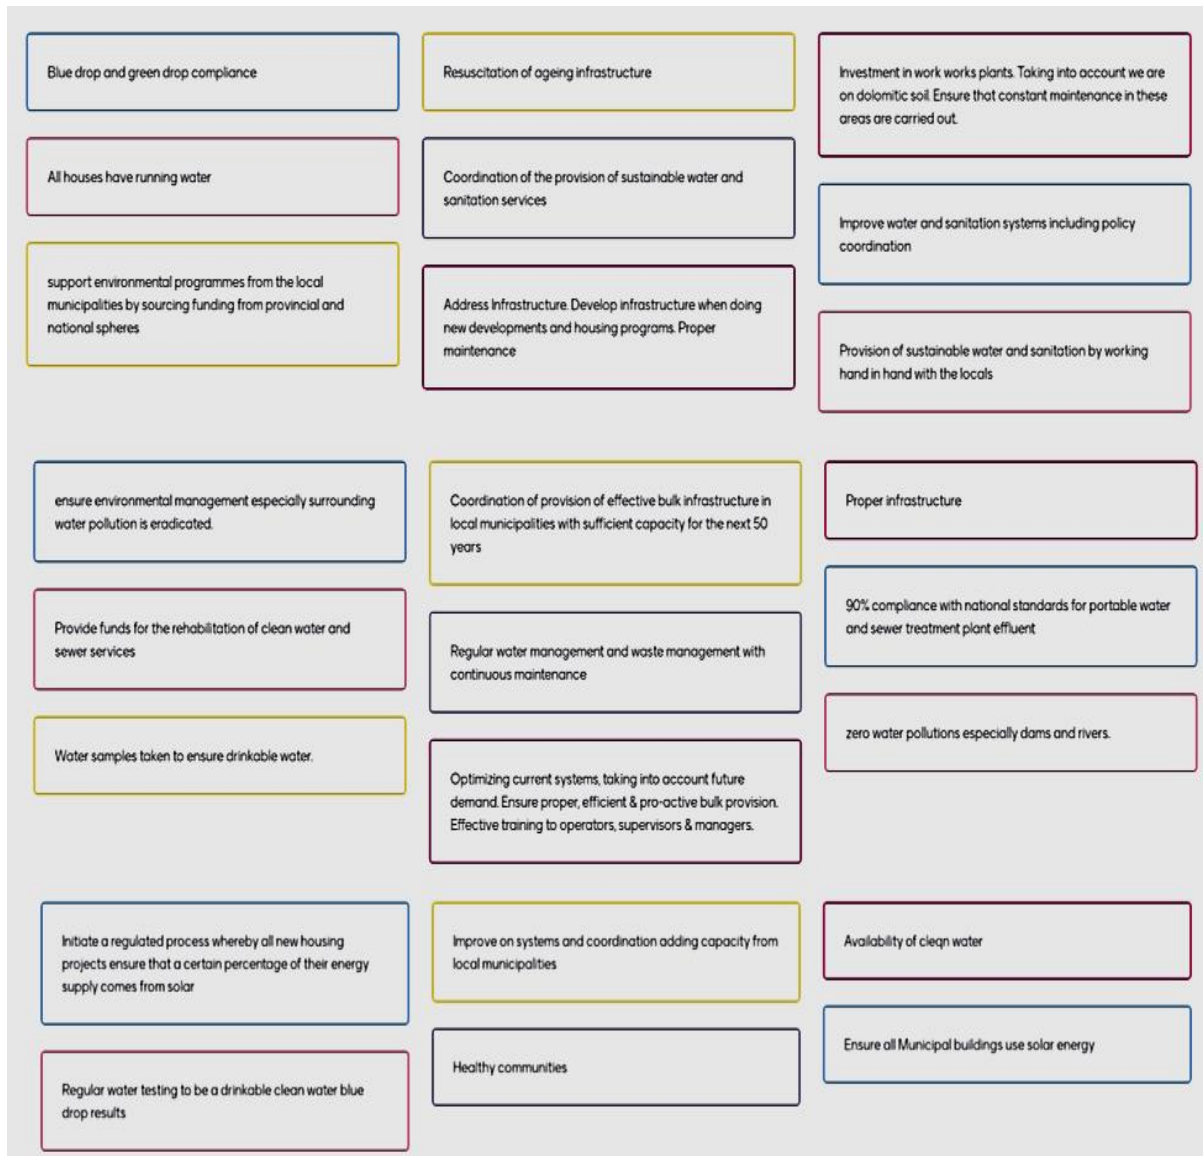 Blue drop and green drop compliance
All houses have running water
support environmental programmes from the local
municipalities by sourcing funding from provincial and
national spheres
Resuscitation of ageing infrastructure
Coordination of the provision of sustainable water and
sanitation services
Address Infrastructure. Develop infrastructure when doing
new developments and housing programs. Proper
maintenance
Investment in work works plants. Taking into account we are
on dolomitic soil. Ensure that constant maintenance in these
areas are carried out.
Improve water and sanitation systems including policy
coordination
Provision of sustainable water and sanitation by working
hand in hand with the locals
ensure environmental management especially surrounding
water pollution is eradicated.
Provide funds for the rehabilitation of clean water and
sewer services
Water samples taken to ensure drinkable water.
Coordination of provision of effective bulk infrastructure in
local municipalities with sufficient capacity for the next 50
years
Regular water management and waste management with
continuous maintenance
Optimizing current systems, taking into account future
demand. Ensure proper, efficient & pro-active bulk provision.
Effective training to operators, supervisors & managers.
Proper infrastructure
90% compliance with national standards for portable water
and sewer treatment plant effluent
zero water pollutions especially dams and rivers.
Initiate a regulated process whereby all new housing
projects ensure that a certain percentage of their energy
supply comes from solar
Regular water testing to be a drinkable clean water blue
drop results
Improve on systems and coordination adding capacity from
local municipalities
Healthy communities
Availability of cleqn water
Ensure all Municipal buildings use solar energy